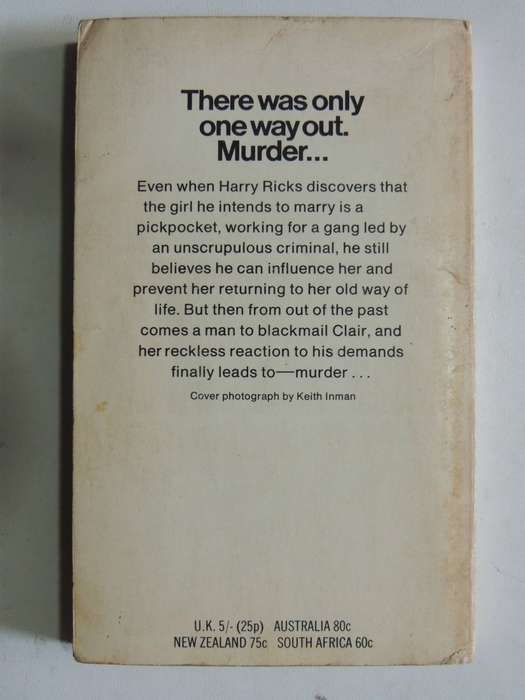 There was only
one way out.
Murder...
Even when Harry Ricks discovers that
the girl he intends to marry is a
pickpocket, working for a gang led by
an unscrupulous criminal, he still
believes he can influence her and
prevent her returning to her old way of
life. But then from out of the past
comes a man to blackmail Clair, and
her reckless reaction to his demands
finally leads to—murder...
Cover photograph by Keith Inman
U.K. 5/- (25p) AUSTRALIA 80c
NEW ZEALAND 75c SOUTH AFRICA 60c